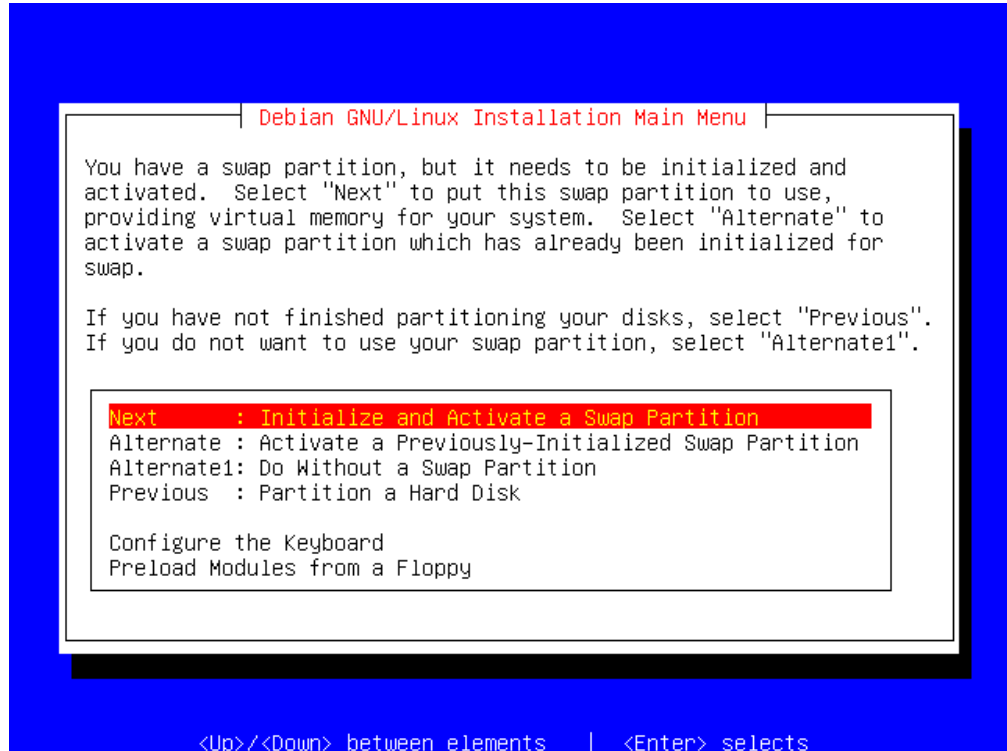 Debian GNU/Linux Installation Main Menu
You have a swap partition, but it needs to be initialized and
activated.  Select "Next" to put this swap partition to use,
providing virtual memory for your system.  Select "Alternate" to
activate a swap partition which has already been initialized for
swap.
If you have not finished partitioning your disks, select "Previous".
If you do not want to use your swap partition, select "Alternate1".
Next      : Initialize and Activate a Swap Partition
Alternate : Activate a Previously-Initialized Swap Partition
Alternate1: Do Without a Swap Partition
Previous  : Partition a Hard Disk
Configure the Keyboard
Preload Modules from a Floppy
<Up>/<Down> between elements   |  <Enter> selects